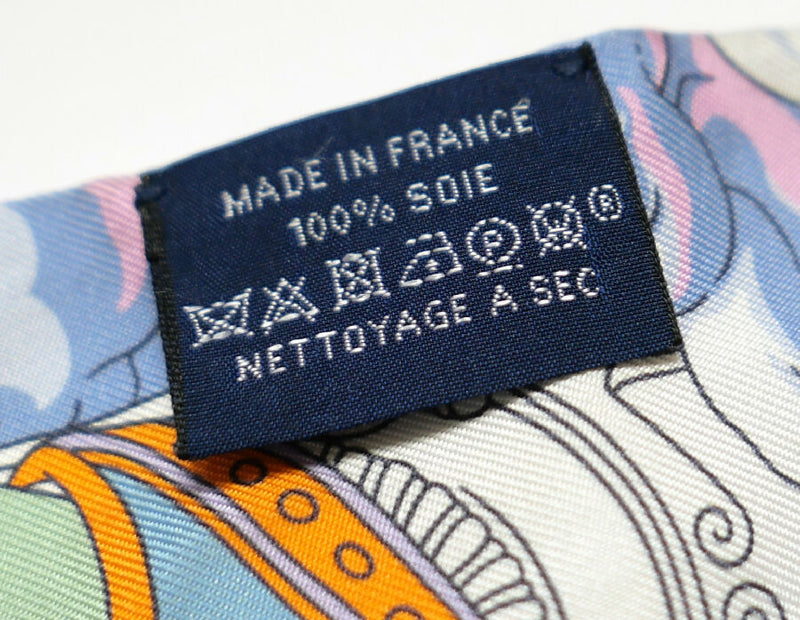 MADE IN FRANCE
100% SOIE
P W ®
NETTOYAGE A SEC